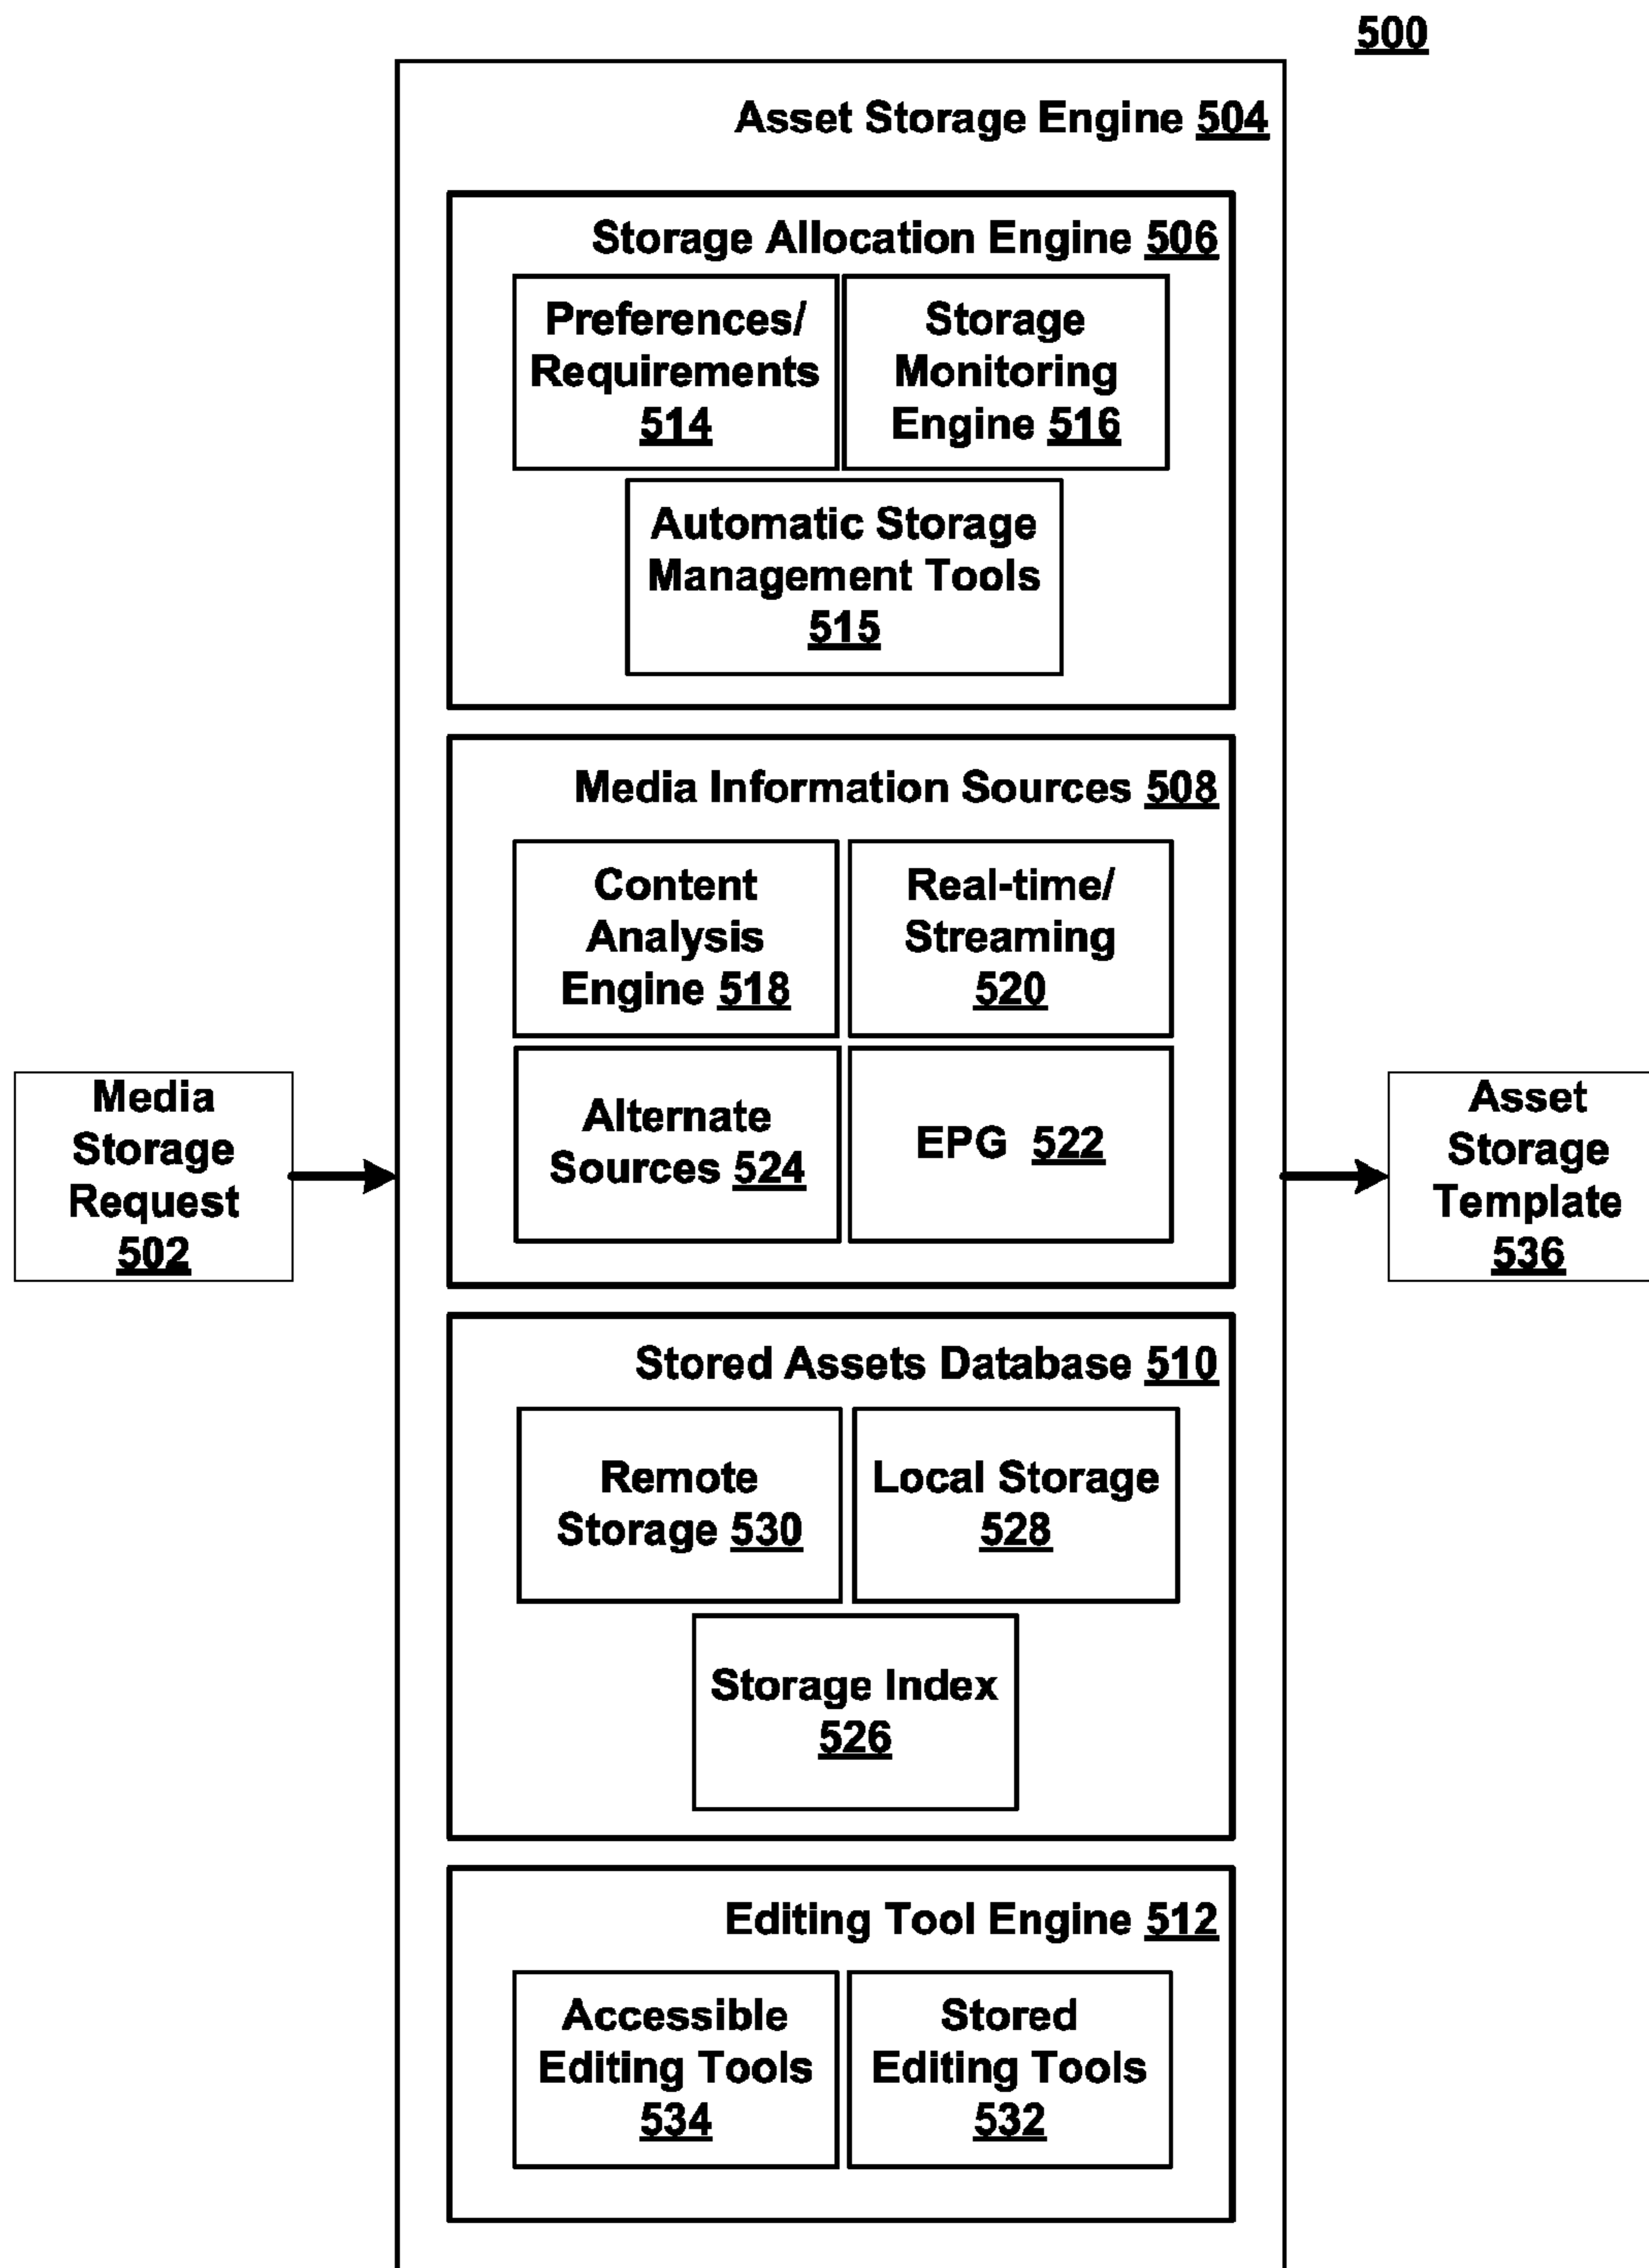 500
Asset Storage Engine 504
Storage Allocation Engine 506
Preferences/
Requirements
514
Storage
Monitoring
Engine 516
Automatic Storage
Management Tools
515
Media Information Sources 508
Content
Analysis
Engine 518
Real-time/
Streaming
520
Alternate
Sources 524
EPG 522
Media
Storage
Request
502
Asset
Storage
Template
536
Stored Assets Database 510
Remote
Storage 530
Local Storage
528
Storage Index
526
Editing Tool Engine 512
Accessible
Editing Tools
534
Stored
Editing Tools
532